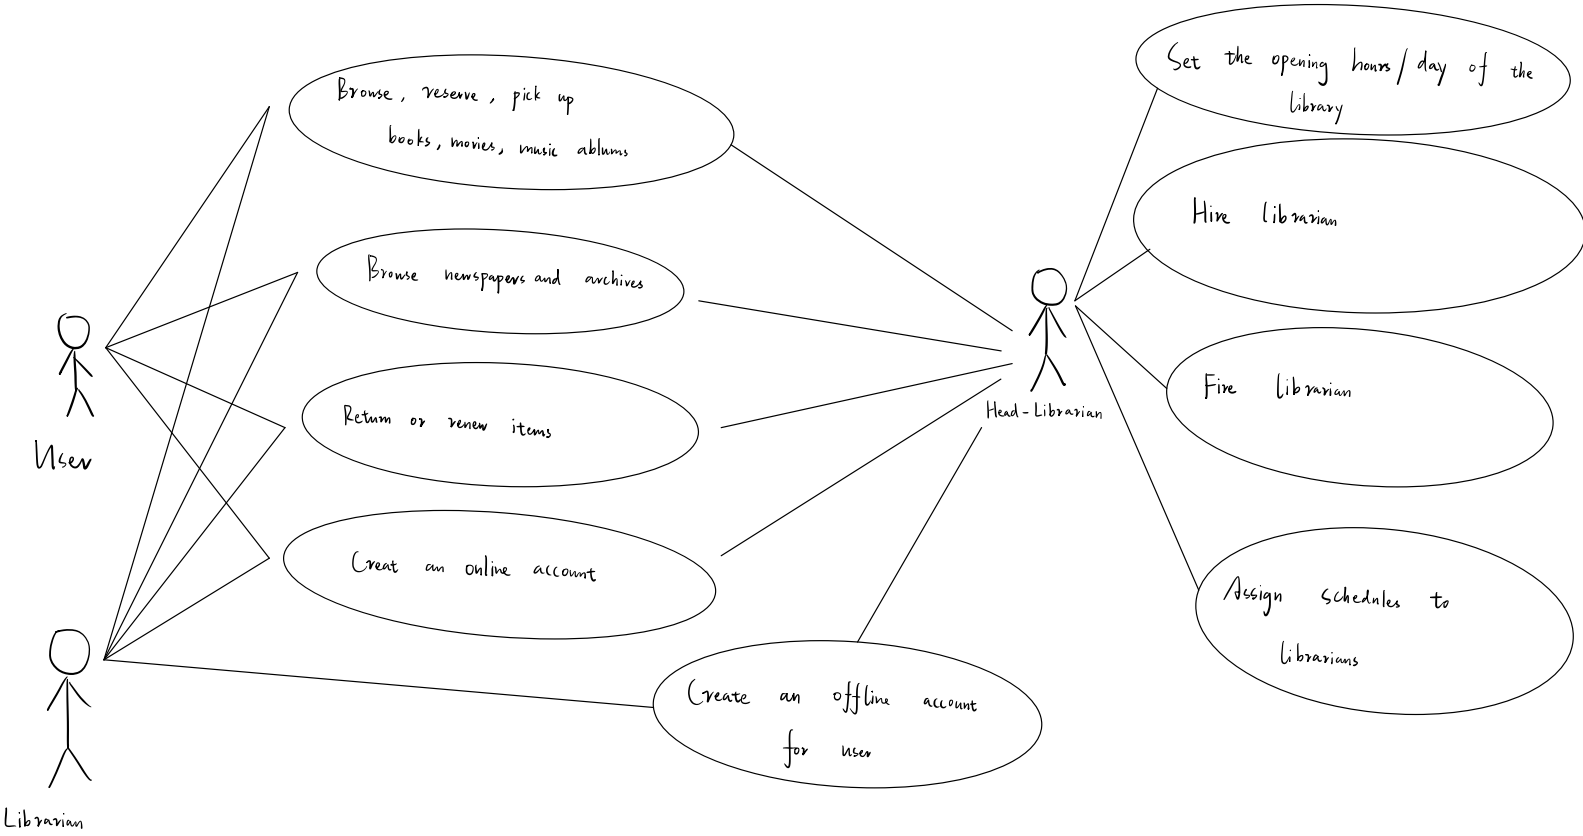 Browse, reserve, pick up
books, movies, music ablums
Browse newspapers and archives
Return or renew items
Creat an online account
Create an offline account
for user
User
Librarian
Head-Librarian
Set the opening hours/day of the
library
Hire librarian
Fire librarian
Assign schedules to
librarians